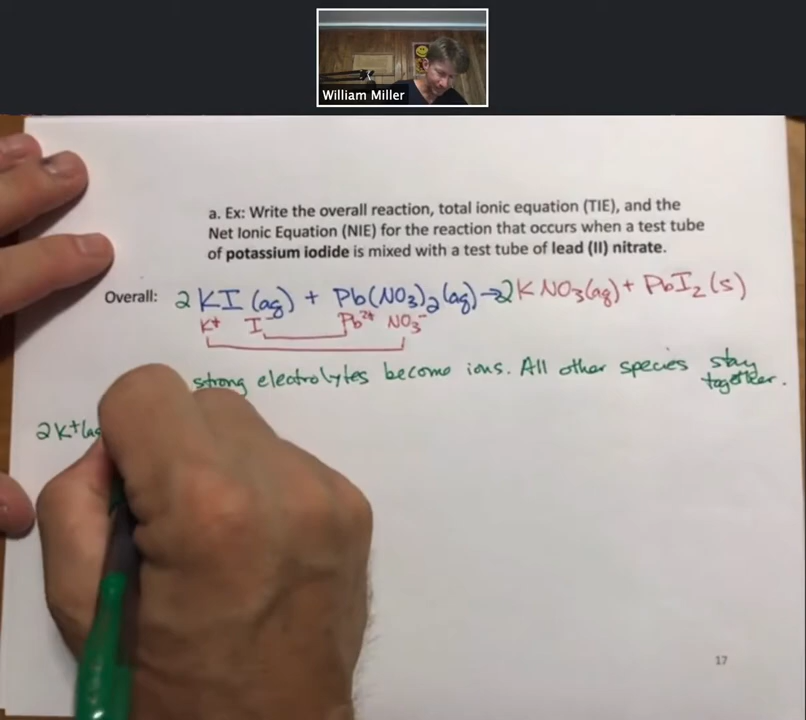 William Miller
a. Ex: Write the overall reaction, total ionic equation (TIE), and the
Net Ionic Equation (NIE) for the reaction that occurs when a test tube
of potassium iodide is mixed with a test tube of lead (II) nitrate.
Overall: 2KI (aq) + Pb(NO₃)₂(aq) → 2KNO₃(aq) + PbI₂(s)
K⁺ I⁻ Pb²⁺ NO₃⁻
strong electrolytes become ions. All other species stay
together.
2K⁺(aq
17